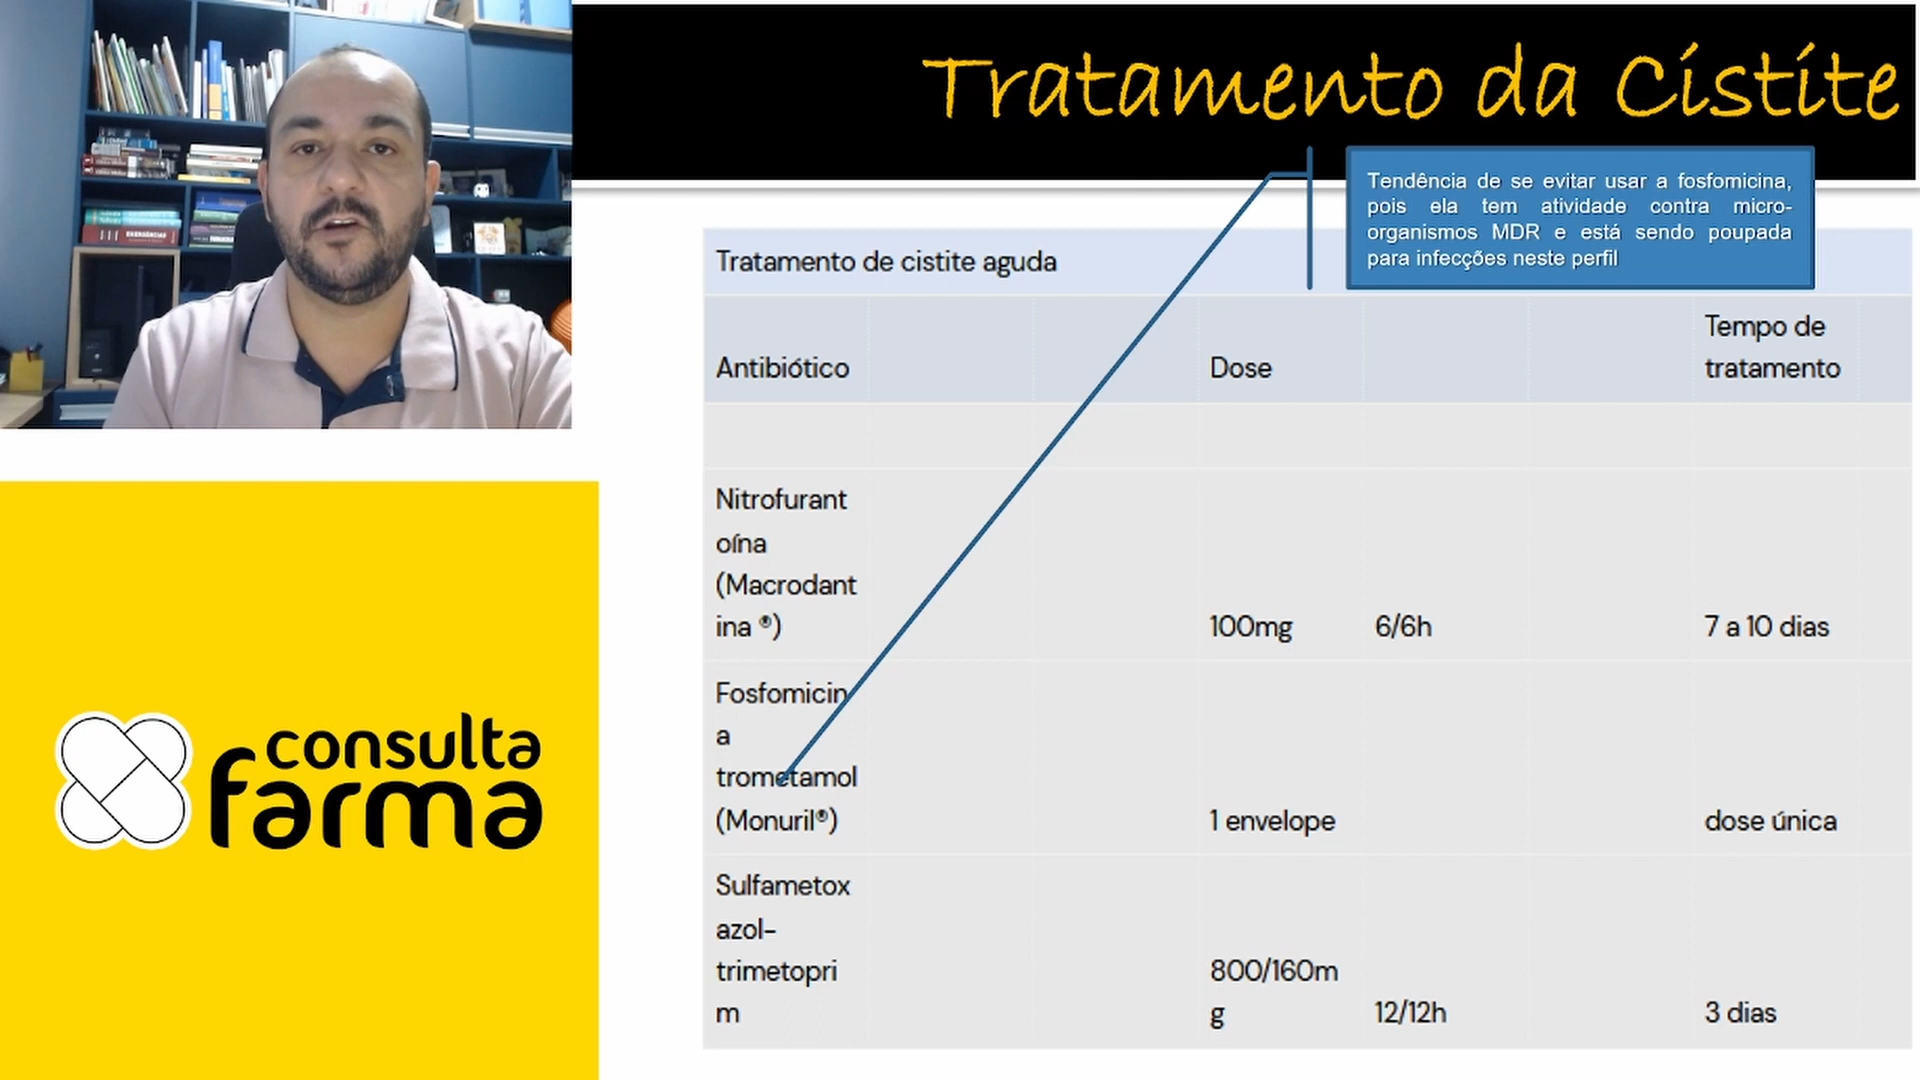 Tratamento da Cistite
Tendência de se evitar usar a fosfomicina,
pois ela tem atividade contra micro-
organismos MDR e está sendo poupada
para infecções neste perfil
Tratamento de cistite aguda
Antibiótico
Dose
Tempo de
tratamento
Nitrofurant
oína
(Macrodant
ina ®)
100mg
6/6h
7 a 10 dias
Fosfomicin
a
trometamol
(Monuril®)
1 envelope
dose única
Sulfametox
azol-
trimetopri
m
800/160m
g
12/12h
3 dias
consulta
farma